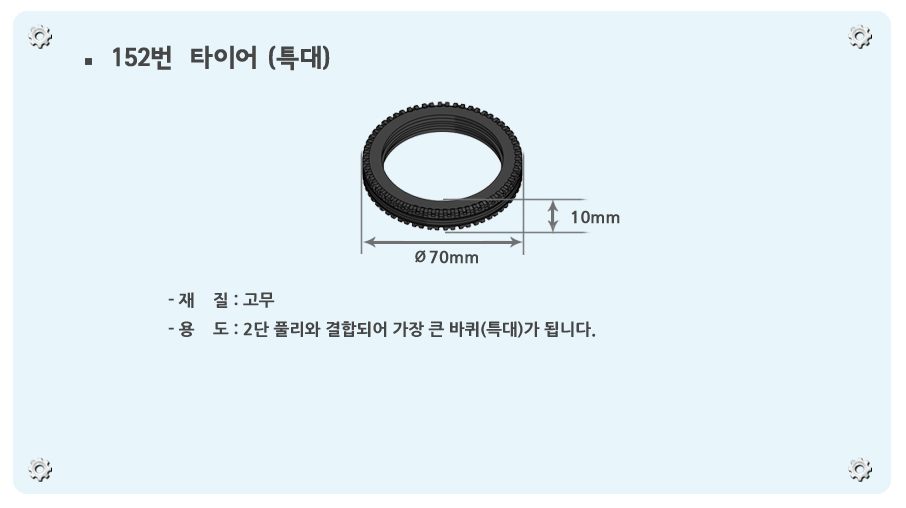 ▪ 152번 타이어 (특대)
10mm
Ø70mm
- 재 질 : 고무
- 용 도 : 2단 풀리와 결합되어 가장 큰 바퀴(특대)가 됩니다.